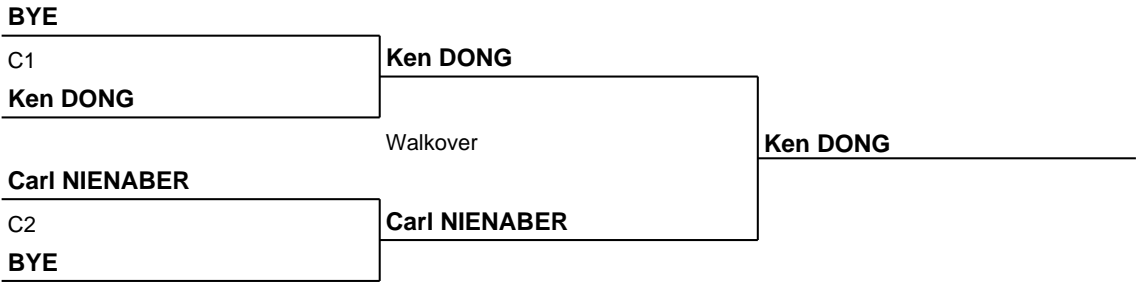 BYE
C1
Ken DONG
Ken DONG
Walkover
Ken DONG
Carl NIENABER
C2
Carl NIENABER
BYE